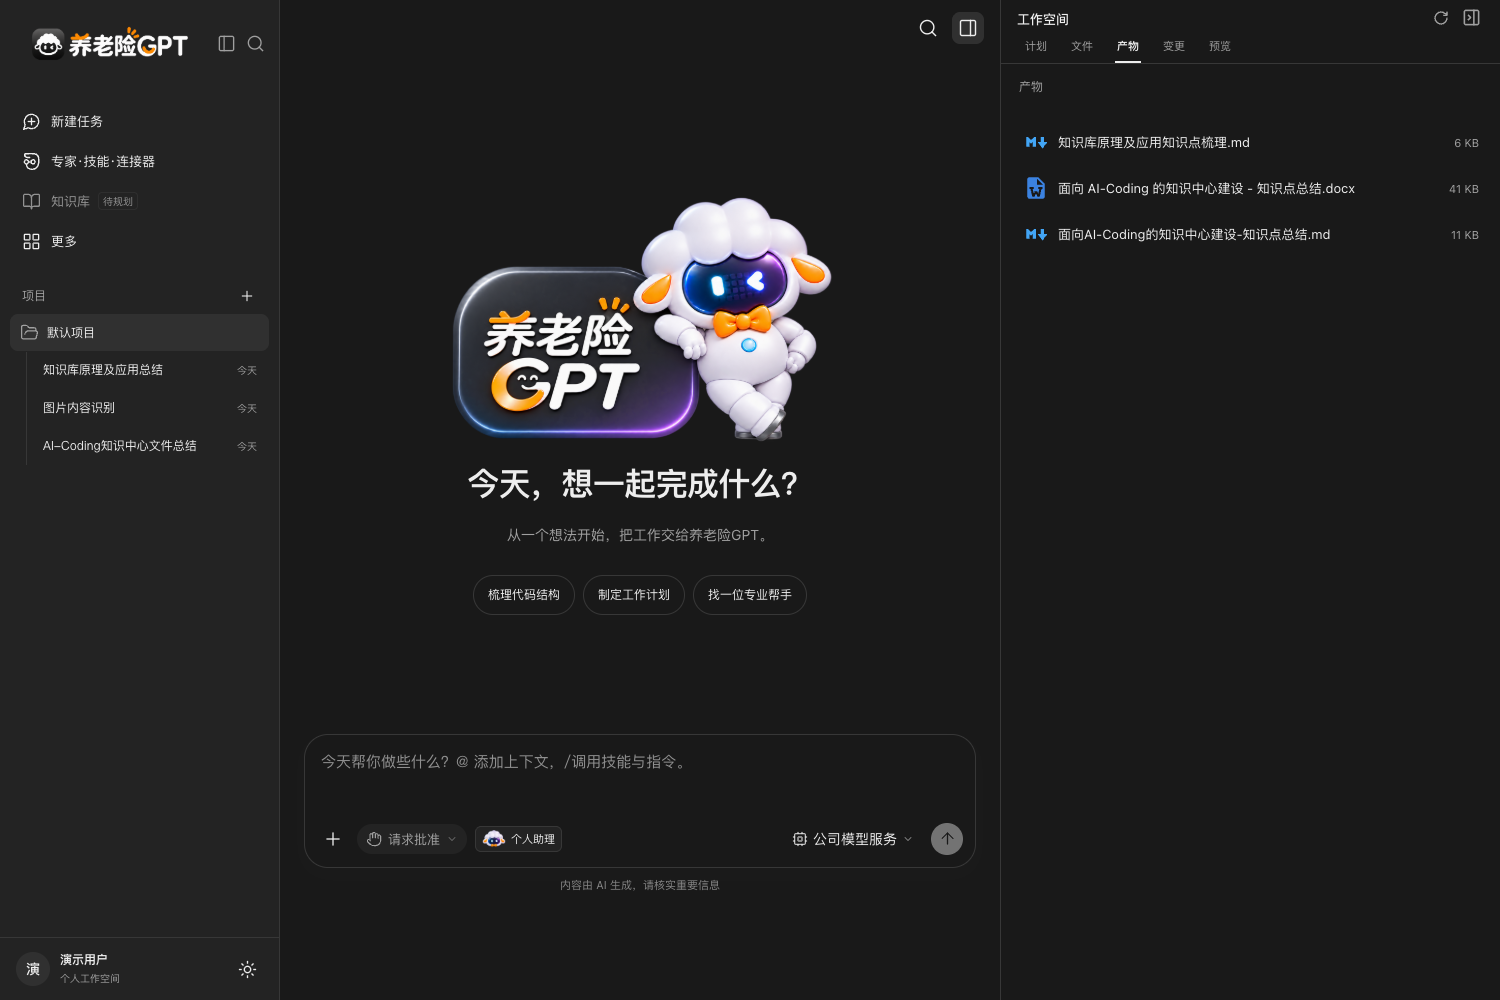 养老险GPT
新建任务
专家·技能·连接器
知识库 待规划
更多
项目
默认项目
知识库原理及应用总结 今天
图片内容识别 今天
AI-Coding知识中心文件总结 今天
演 演示用户
个人工作空间
养老险
GPT
今天，想一起完成什么？
从一个想法开始，把工作交给养老险GPT。
梳理代码结构 制定工作计划 找一位专业帮手
今天帮你做些什么？@ 添加上下文，/调用技能与指令。
请求批准 个人助理 公司模型服务
内容由 AI 生成，请核实重要信息
工作空间
计划 文件 产物 变更 预览
产物
知识库原理及应用知识点梳理.md 6 KB
面向 AI-Coding 的知识中心建设 - 知识点总结.docx 41 KB
面向AI-Coding的知识中心建设-知识点总结.md 11 KB